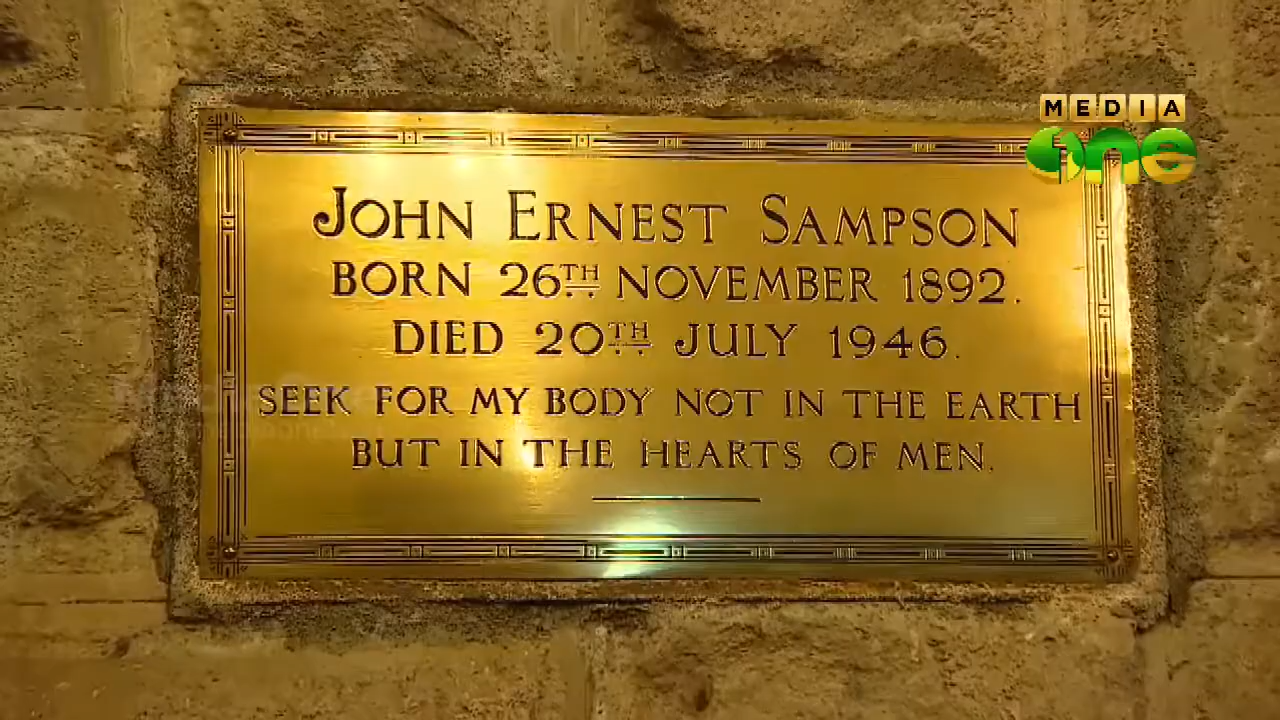 MEDIA
one
JOHN ERNEST SAMPSON
BORN 26TH NOVEMBER 1892.
DIED 20TH JULY 1946.
SEEK FOR MY BODY NOT IN THE EARTH
BUT IN THE HEARTS OF MEN.